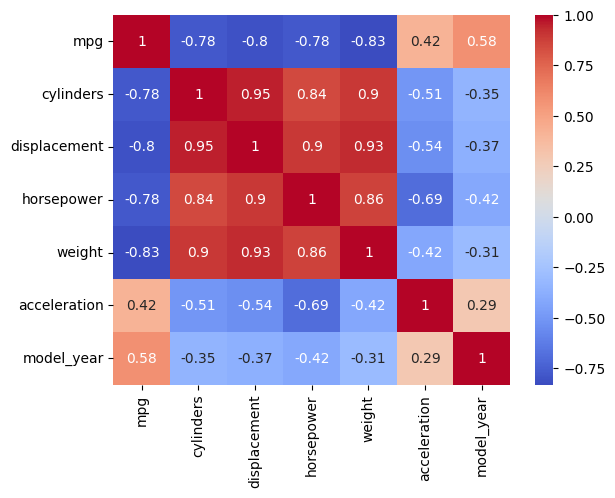 mpg 1 -0.78 -0.8 -0.78 -0.83 0.42 0.58
cylinders -0.78 1 0.95 0.84 0.9 -0.51 -0.35
displacement -0.8 0.95 1 0.9 0.93 -0.54 -0.37
horsepower -0.78 0.84 0.9 1 0.86 -0.69 -0.42
weight -0.83 0.9 0.93 0.86 1 -0.42 -0.31
acceleration 0.42 -0.51 -0.54 -0.69 -0.42 1 0.29
model_year 0.58 -0.35 -0.37 -0.42 -0.31 0.29 1
mpg
cylinders
displacement
horsepower
weight
acceleration
model_year
1.00
0.75
0.50
0.25
0.00
−0.25
−0.50
−0.75